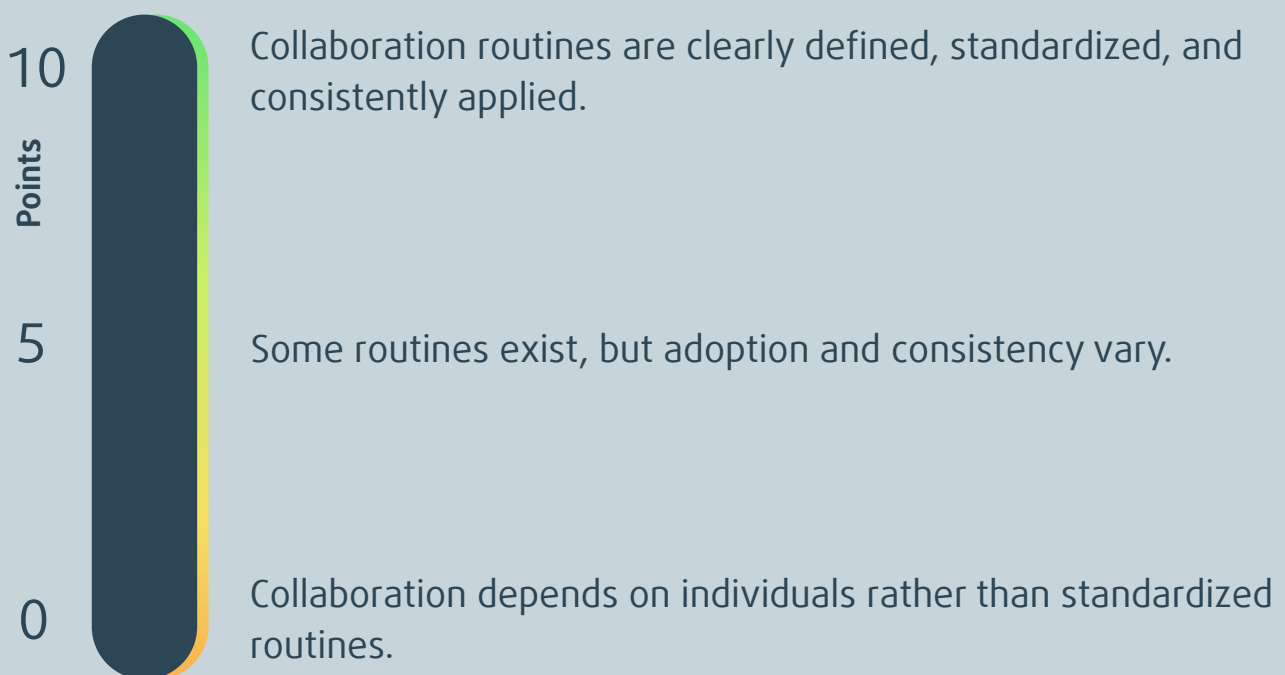 10
Collaboration routines are clearly defined, standardized, and
consistently applied.
Points
5
Some routines exist, but adoption and consistency vary.
0
Collaboration depends on individuals rather than standardized
routines.